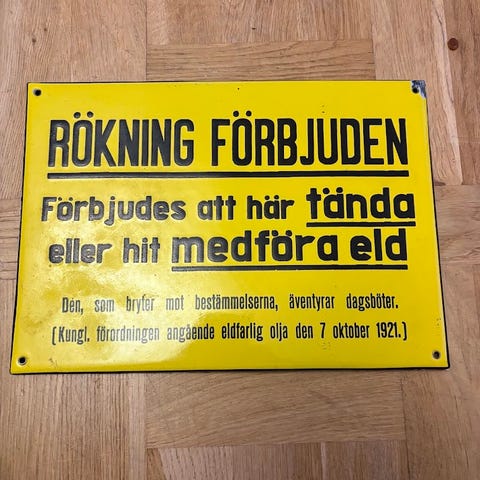 RÖKNING FÖRBJUDEN
Förbjudes att här tända
eller hit medföra eld
Den, som bryter mot bestämmelserna, äventyrar dagsböter.
(Kungl. förordningen angående eldfarlig olja den 7 oktober 1921.)